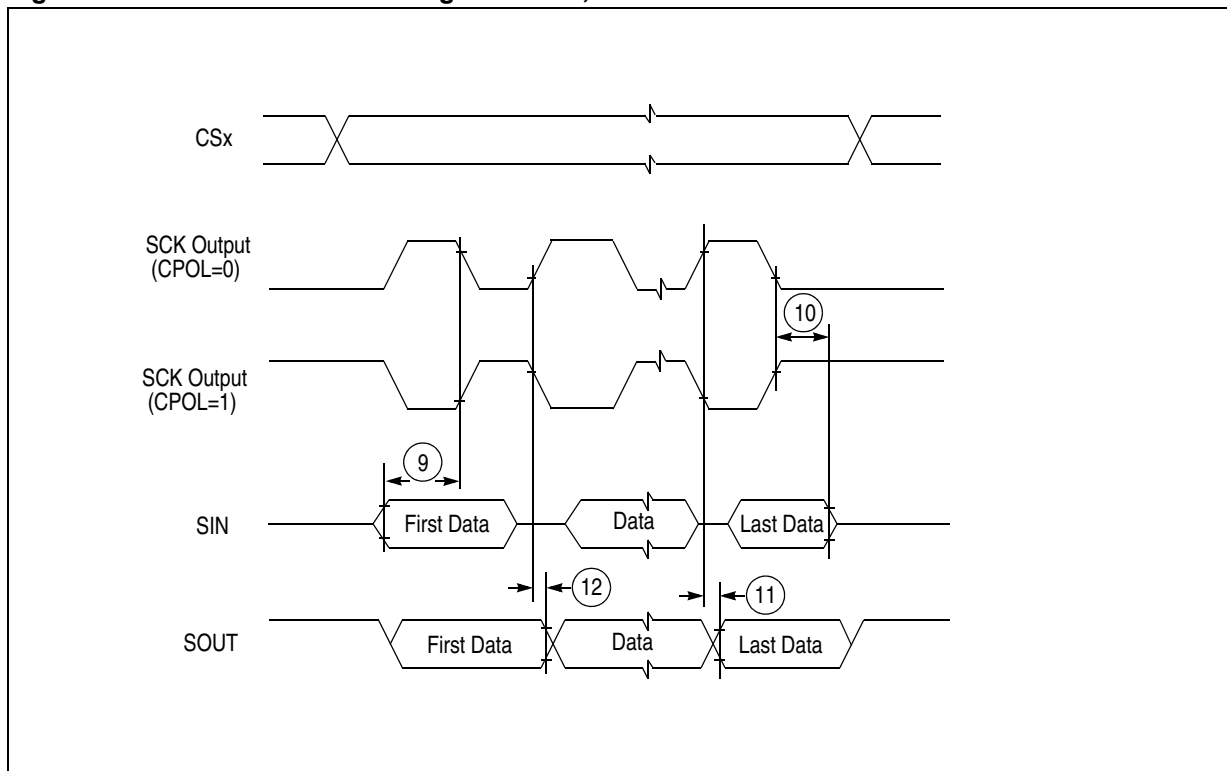 CSx
SCK Output
(CPOL=0)
10
SCK Output
(CPOL=1)
9
SIN
First Data
Data
Last Data
12
11
SOUT
First Data
Data
Last Data